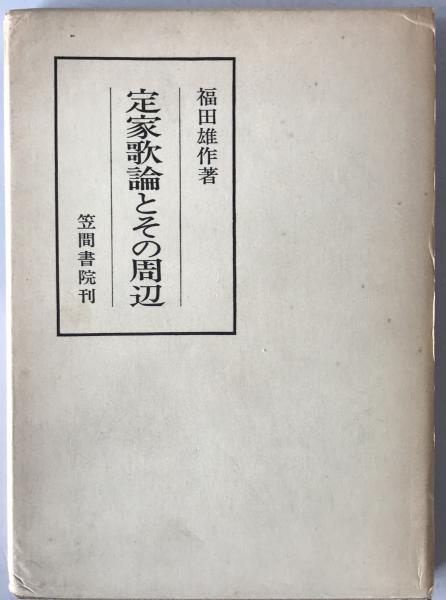 福田雄作著
定家歌論とその周辺
笠間書院刊